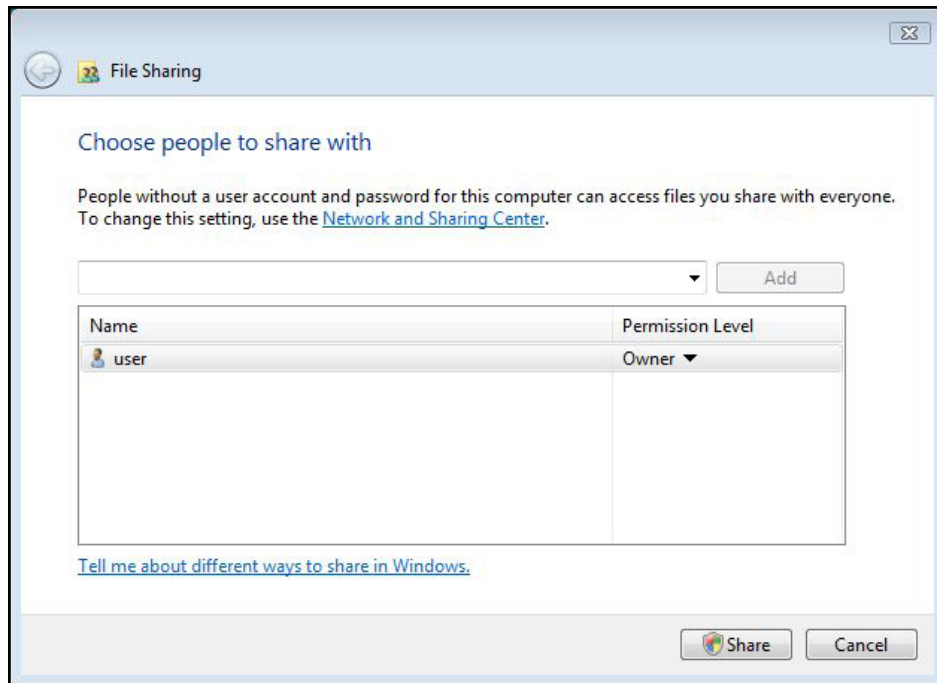 File Sharing
Choose people to share with
People without a user account and password for this computer can access files you share with everyone.
To change this setting, use the Network and Sharing Center.
Add
Name Permission Level
user Owner
Tell me about different ways to share in Windows.
Share Cancel